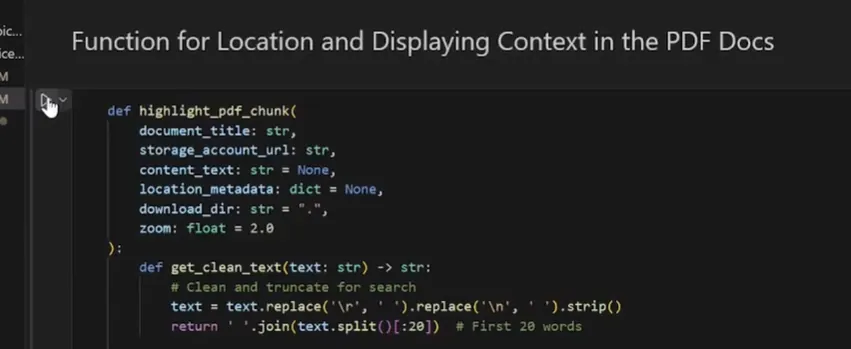 Function for Location and Displaying Context in the PDF Docs
pic...
ice...
M
M
def highlight_pdf_chunk(
    document_title: str,
    storage_account_url: str,
    content_text: str = None,
    location_metadata: dict = None,
    download_dir: str = ".",
    zoom: float = 2.0
):
    def get_clean_text(text: str) -> str:
        # Clean and truncate for search
        text = text.replace('\r', ' ').replace('\n', ' ').strip()
        return ' '.join(text.split()[:20])  # First 20 words